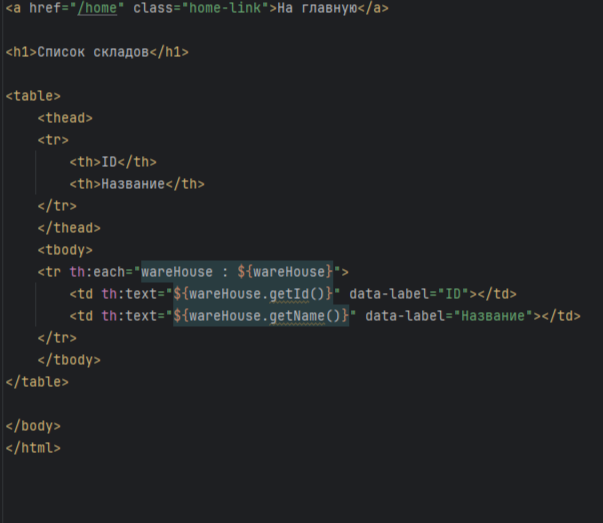 <a href="/home" class="home-link">На главную</a>
<h1>Список складов</h1>
<table>
<thead>
<tr>
<th>ID</th>
<th>Название</th>
</tr>
</thead>
<tbody>
<tr th:each="wareHouse : ${wareHouse}">
<td th:text="${wareHouse.getId()}" data-label="ID"></td>
<td th:text="${wareHouse.getName()}" data-label="Название"></td>
</tr>
</tbody>
</table>
</body>
</html>